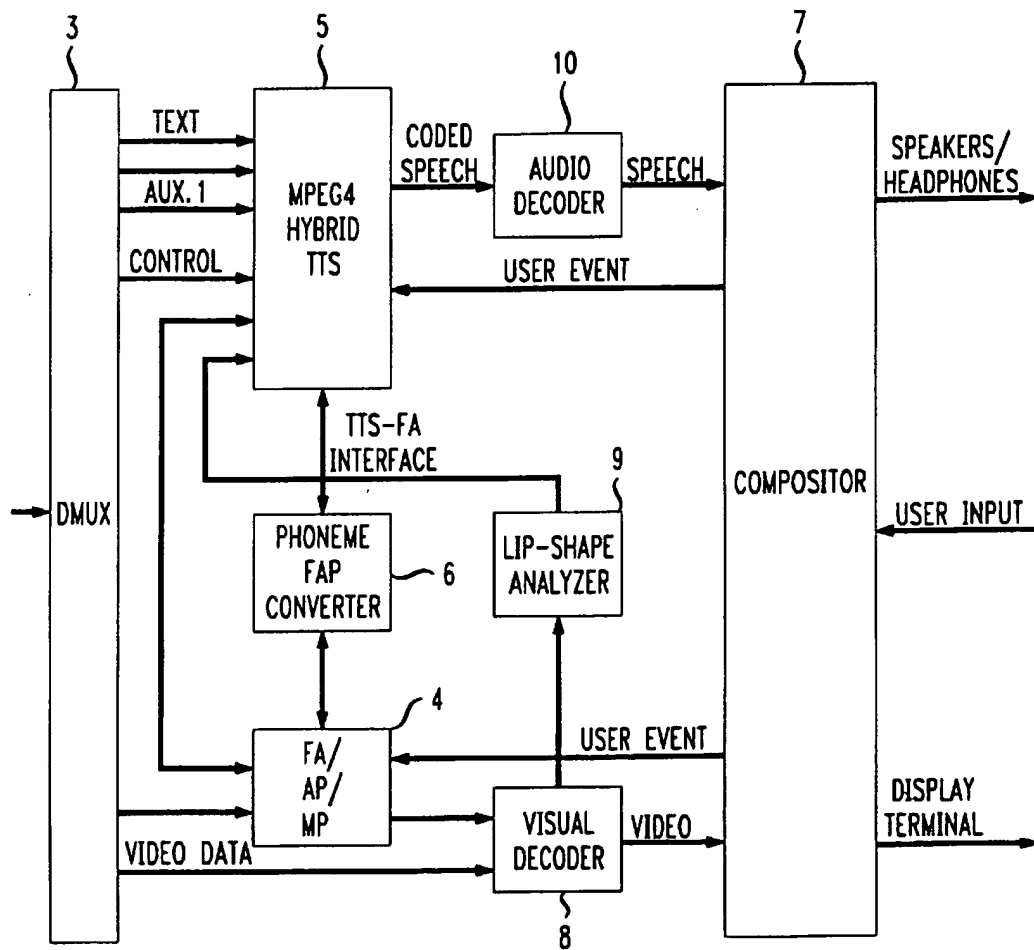 3
5
10
7
TEXT
AUX.1
CONTROL
MPEG4
HYBRID
TTS
CODED
SPEECH
AUDIO
DECODER
SPEECH
SPEAKERS/
HEADPHONES
USER EVENT
TTS-FA
INTERFACE
9
DMUX
PHONEME
FAP
CONVERTER
6
LIP-SHAPE
ANALYZER
COMPOSITOR
USER INPUT
4
FA/
AP/
MP
USER EVENT
VISUAL
DECODER
VIDEO
DISPLAY
TERMINAL
VIDEO DATA
8